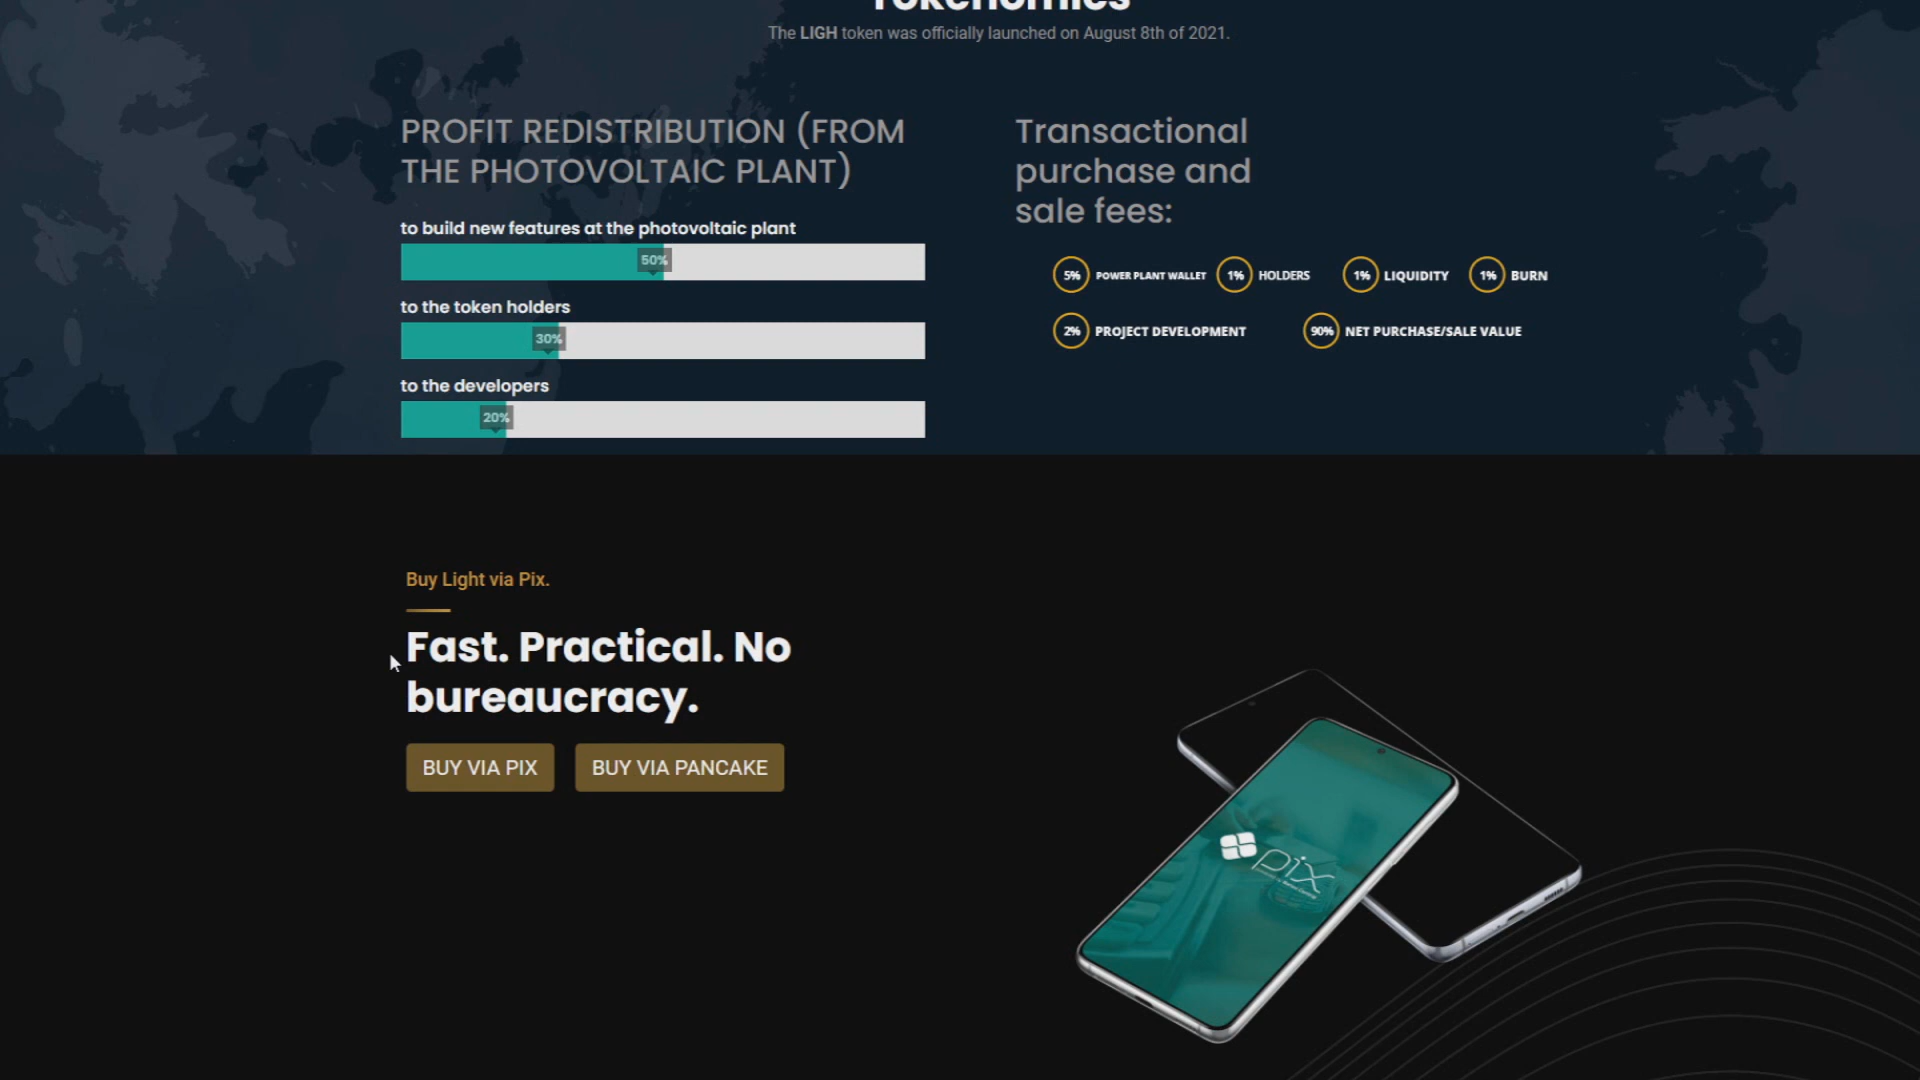 Tokenomics
The LIGH token was officially launched on August 8th of 2021.
PROFIT REDISTRIBUTION (FROM
THE PHOTOVOLTAIC PLANT)
to build new features at the photovoltaic plant
50%
to the token holders
30%
to the developers
20%
Transactional
purchase and
sale fees:
5% POWER PLANT WALLET 1% HOLDERS 1% LIQUIDITY 1% BURN
2% PROJECT DEVELOPMENT 90% NET PURCHASE/SALE VALUE
Buy Light via Pix.
Fast. Practical. No
bureaucracy.
BUY VIA PIX BUY VIA PANCAKE
pix